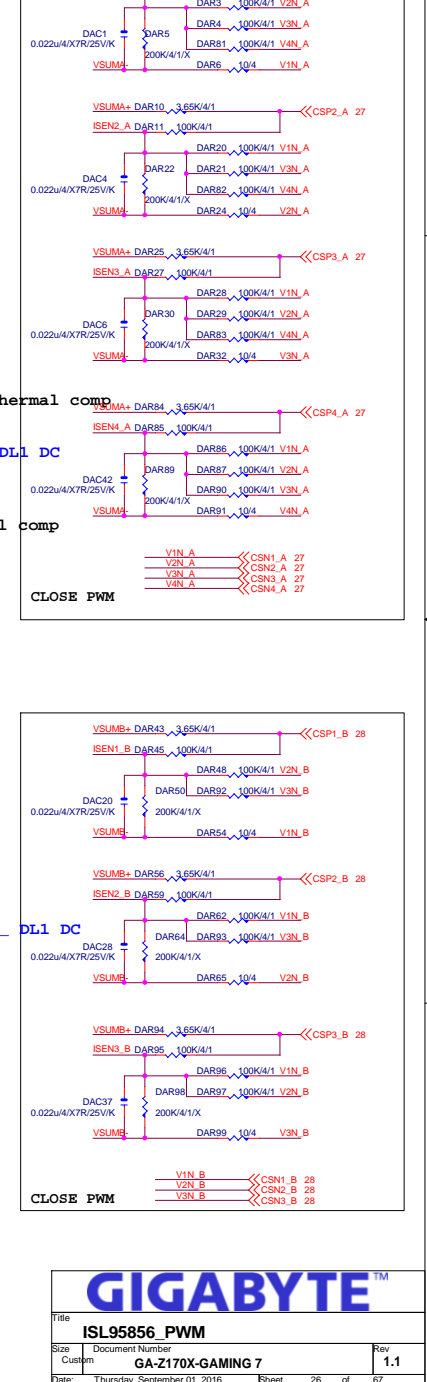 DAR3 100K/4/1 V2N_A
DAC1 DAR5 DAR4 100K/4/1 V3N_A
0.022u/4/X7R/25V/K 200K/4/1/X DAR81 100K/4/1 V4N_A
VSUMA- DAR6 10/4 V1N_A
VSUMA+ DAR10 3.65K/4/1 CSP2_A 27
ISEN2_A DAR11 100K/4/1
DAR20 100K/4/1 V1N_A
DAC4 DAR22 DAR21 100K/4/1 V3N_A
0.022u/4/X7R/25V/K 200K/4/1/X DAR82 100K/4/1 V4N_A
VSUMA- DAR24 10/4 V2N_A
VSUMA+ DAR25 3.65K/4/1 CSP3_A 27
ISEN3_A DAR27 100K/4/1
DAR28 100K/4/1 V1N_A
DAC6 DAR30 DAR29 100K/4/1 V2N_A
0.022u/4/X7R/25V/K 200K/4/1/X DAR83 100K/4/1 V4N_A
VSUMA- DAR32 10/4 V3N_A
hermal comp
VSUMA+ DAR84 3.65K/4/1 CSP4_A 27
ISEN4_A DAR85 100K/4/1
DL1 DC
DAR86 100K/4/1 V1N_A
DAC42 DAR89 DAR87 100K/4/1 V2N_A
0.022u/4/X7R/25V/K 200K/4/1/X DAR90 100K/4/1 V3N_A
VSUMA- DAR91 10/4 V4N_A
l comp
V1N_A CSN1_A 27
V2N_A CSN2_A 27
V3N_A CSN3_A 27
V4N_A CSN4_A 27
CLOSE PWM
VSUMB+ DAR43 3.65K/4/1 CSP1_B 28
ISEN1_B DAR45 100K/4/1
DAR48 100K/4/1 V2N_B
DAC20 DAR50 DAR92 100K/4/1 V3N_B
0.022u/4/X7R/25V/K 200K/4/1/X
VSUMB- DAR54 10/4 V1N_B
VSUMB+ DAR56 3.65K/4/1 CSP2_B 28
ISEN2_B DAR59 100K/4/1
DAR62 100K/4/1 V1N_B
_ DL1 DC
DAC28 DAR64 DAR93 100K/4/1 V3N_B
0.022u/4/X7R/25V/K 200K/4/1/X
VSUMB- DAR65 10/4 V2N_B
VSUMB+ DAR94 3.65K/4/1 CSP3_B 28
ISEN3_B DAR95 100K/4/1
DAR96 100K/4/1 V1N_B
DAC37 DAR98 DAR97 100K/4/1 V2N_B
0.022u/4/X7R/25V/K 200K/4/1/X
VSUMB- DAR99 10/4 V3N_B
V1N_B CSN1_B 28
V2N_B CSN2_B 28
V3N_B CSN3_B 28
CLOSE PWM
GIGABYTE™
Title
ISL95856_PWM
Size Document Number Rev
Custom GA-Z170X-GAMING 7 1.1
Date: Thursday, September 01, 2016 Sheet 26 of 67